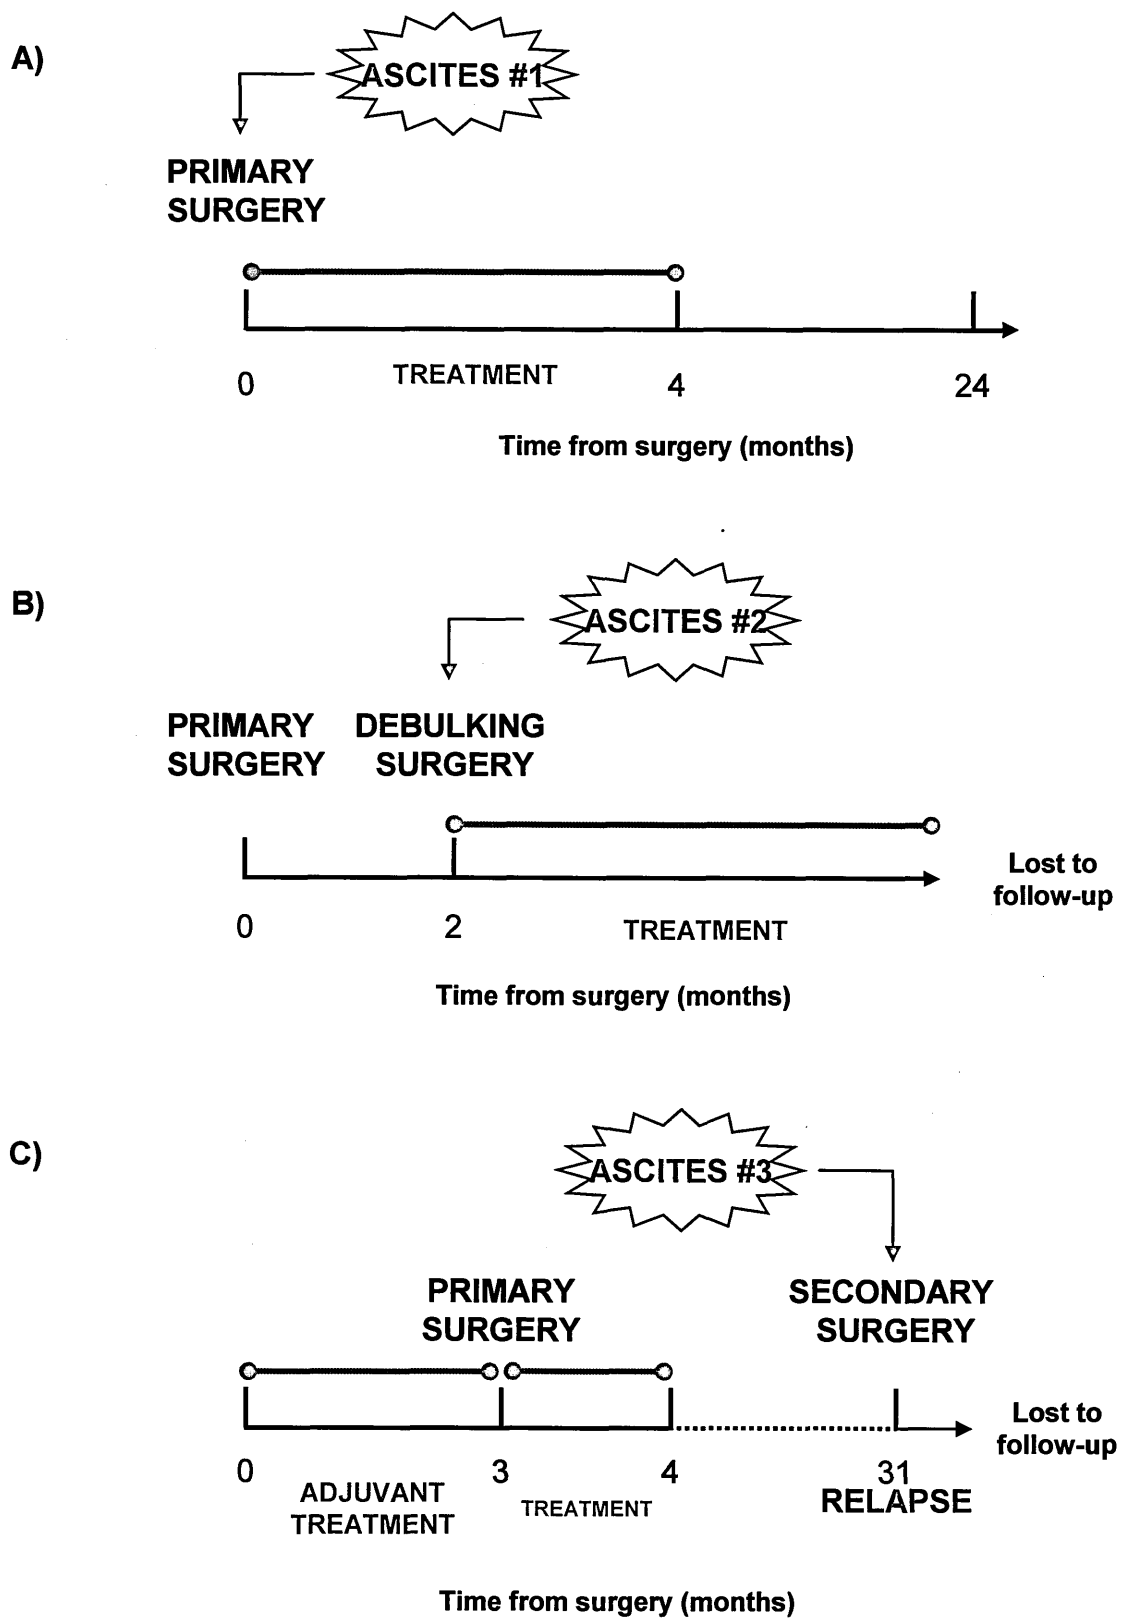 A)
ASCITES #1
PRIMARY
SURGERY
0
TREATMENT
4
24
Time from surgery (months)
B)
ASCITES #2
PRIMARY
SURGERY
DEBULKING
SURGERY
Lost to
follow-up
0
2
TREATMENT
Time from surgery (months)
C)
ASCITES #3
PRIMARY
SURGERY
SECONDARY
SURGERY
Lost to
follow-up
0
3
4
31
ADJUVANT
TREATMENT
TREATMENT
RELAPSE
Time from surgery (months)